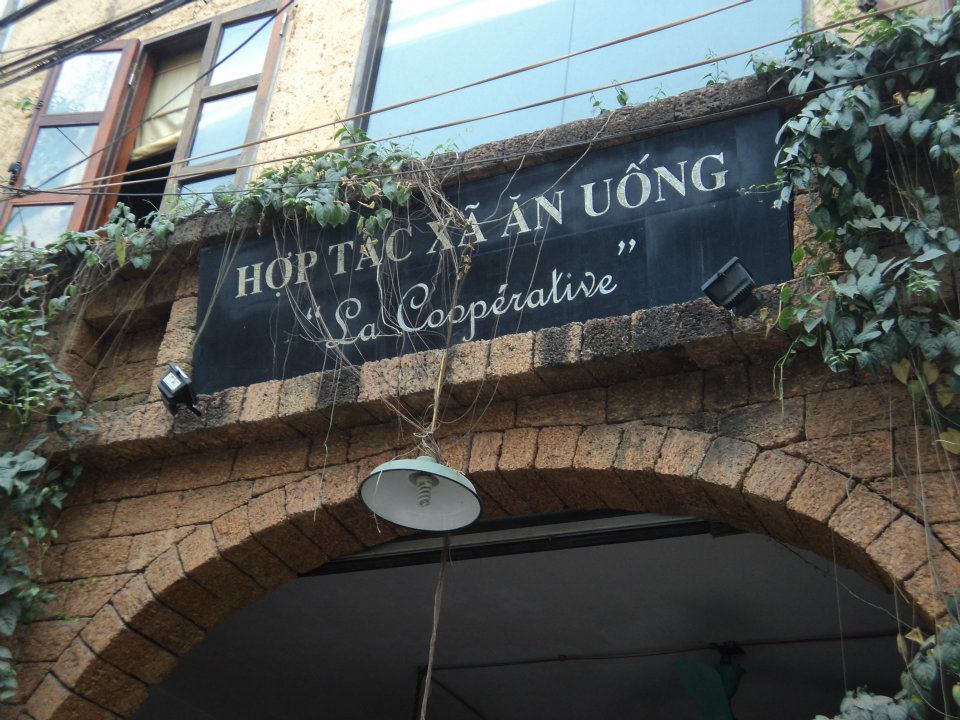 HỢP TÁC XÃ ĂN UỐNG
"La Coopérative"